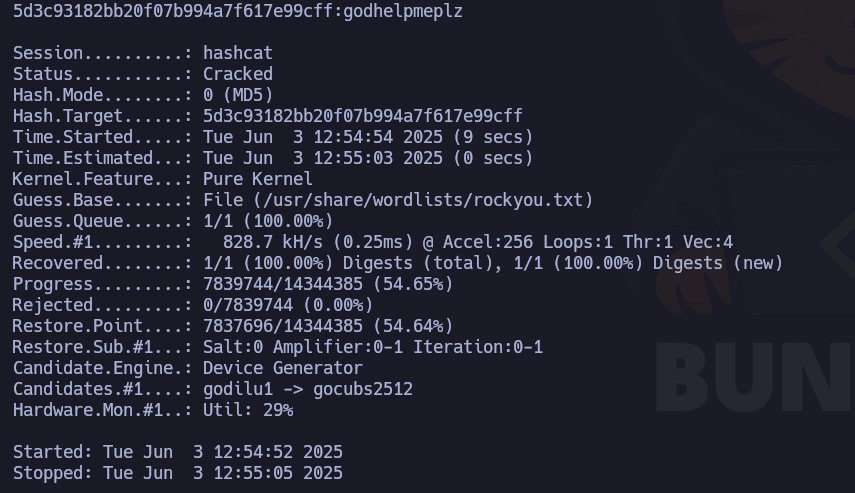 5d3c93182bb20f07b994a7f617e99cff:godhelpmeplz
Session..........: hashcat
Status...........: Cracked
Hash.Mode........: 0 (MD5)
Hash.Target......: 5d3c93182bb20f07b994a7f617e99cff
Time.Started.....: Tue Jun  3 12:54:54 2025 (9 secs)
Time.Estimated...: Tue Jun  3 12:55:03 2025 (0 secs)
Kernel.Feature...: Pure Kernel
Guess.Base.......: File (/usr/share/wordlists/rockyou.txt)
Guess.Queue......: 1/1 (100.00%)
Speed.#1.........:   828.7 kH/s (0.25ms) @ Accel:256 Loops:1 Thr:1 Vec:4
Recovered........: 1/1 (100.00%) Digests (total), 1/1 (100.00%) Digests (new)
Progress.........: 7839744/14344385 (54.65%)
Rejected.........: 0/7839744 (0.00%)
Restore.Point....: 7837696/14344385 (54.64%)
Restore.Sub.#1...: Salt:0 Amplifier:0-1 Iteration:0-1
Candidate.Engine.: Device Generator
Candidates.#1....: godilu1 -> gocubs2512
Hardware.Mon.#1..: Util: 29%
BUN
Started: Tue Jun  3 12:54:52 2025
Stopped: Tue Jun  3 12:55:05 2025